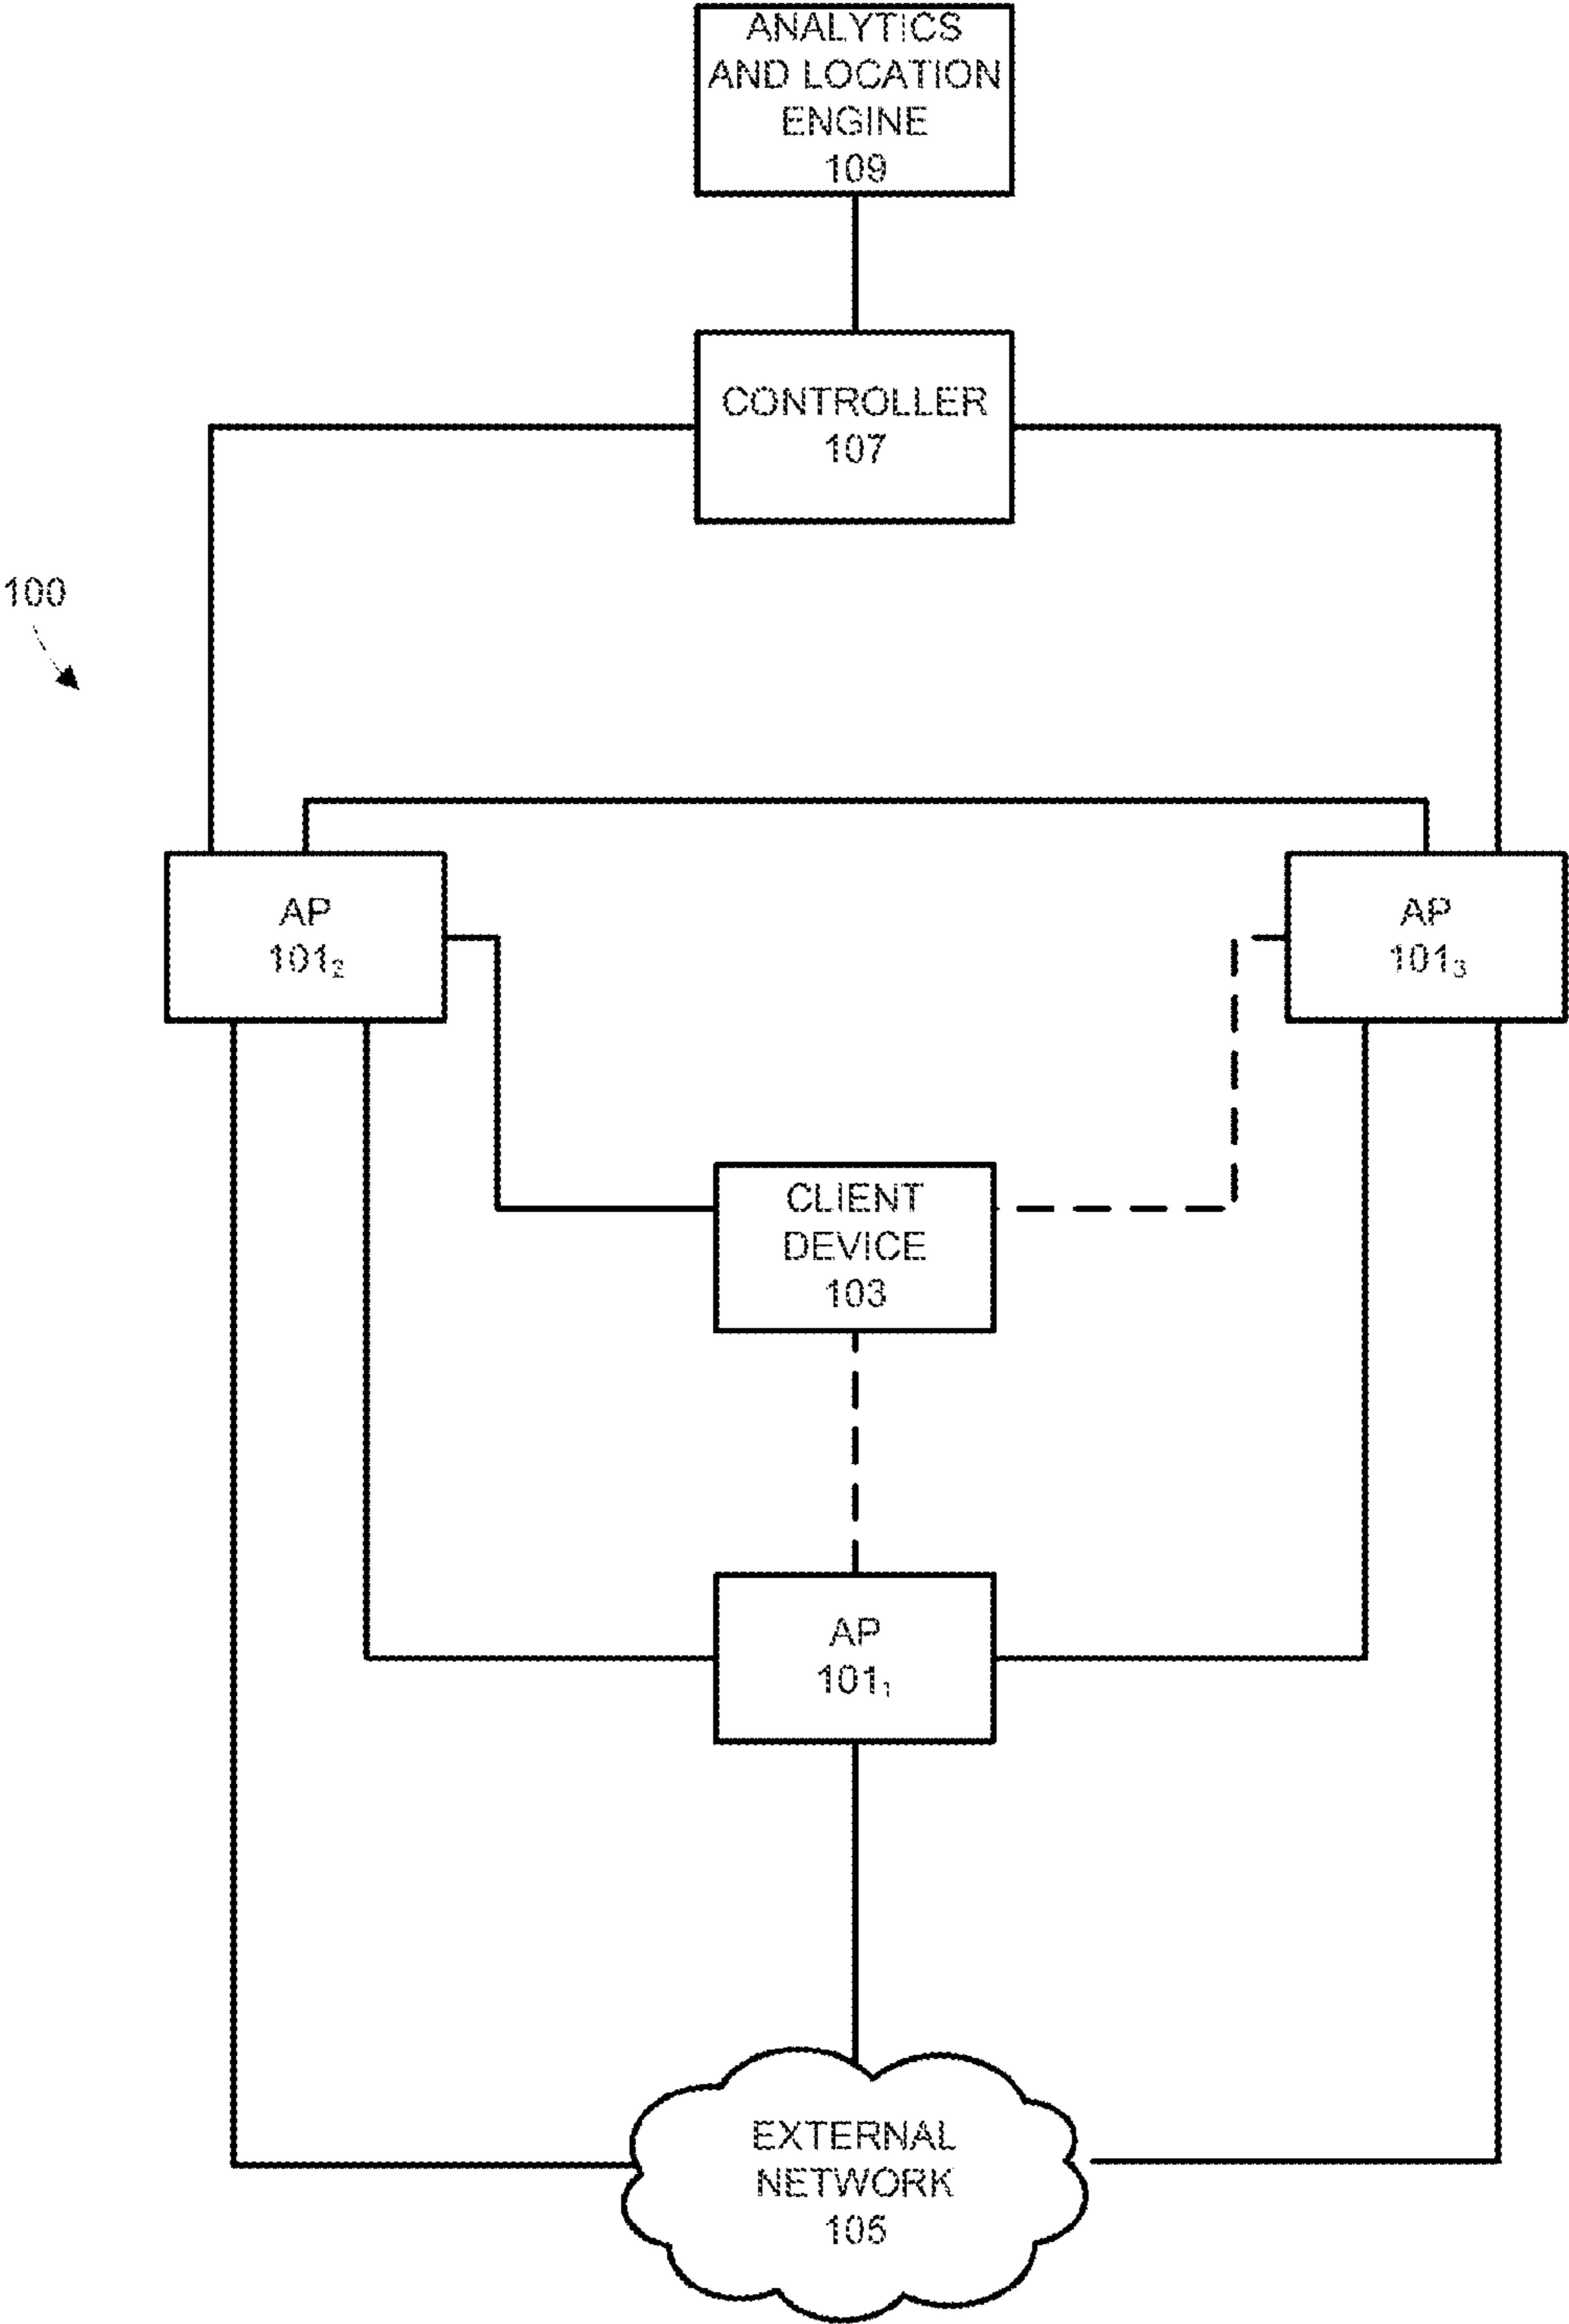 ANALYTICS
AND LOCATION
ENGINE
109
CONTROLLER
107
100
AP
101₂
AP
101₃
CLIENT
DEVICE
103
AP
101₁
EXTERNAL
NETWORK
105